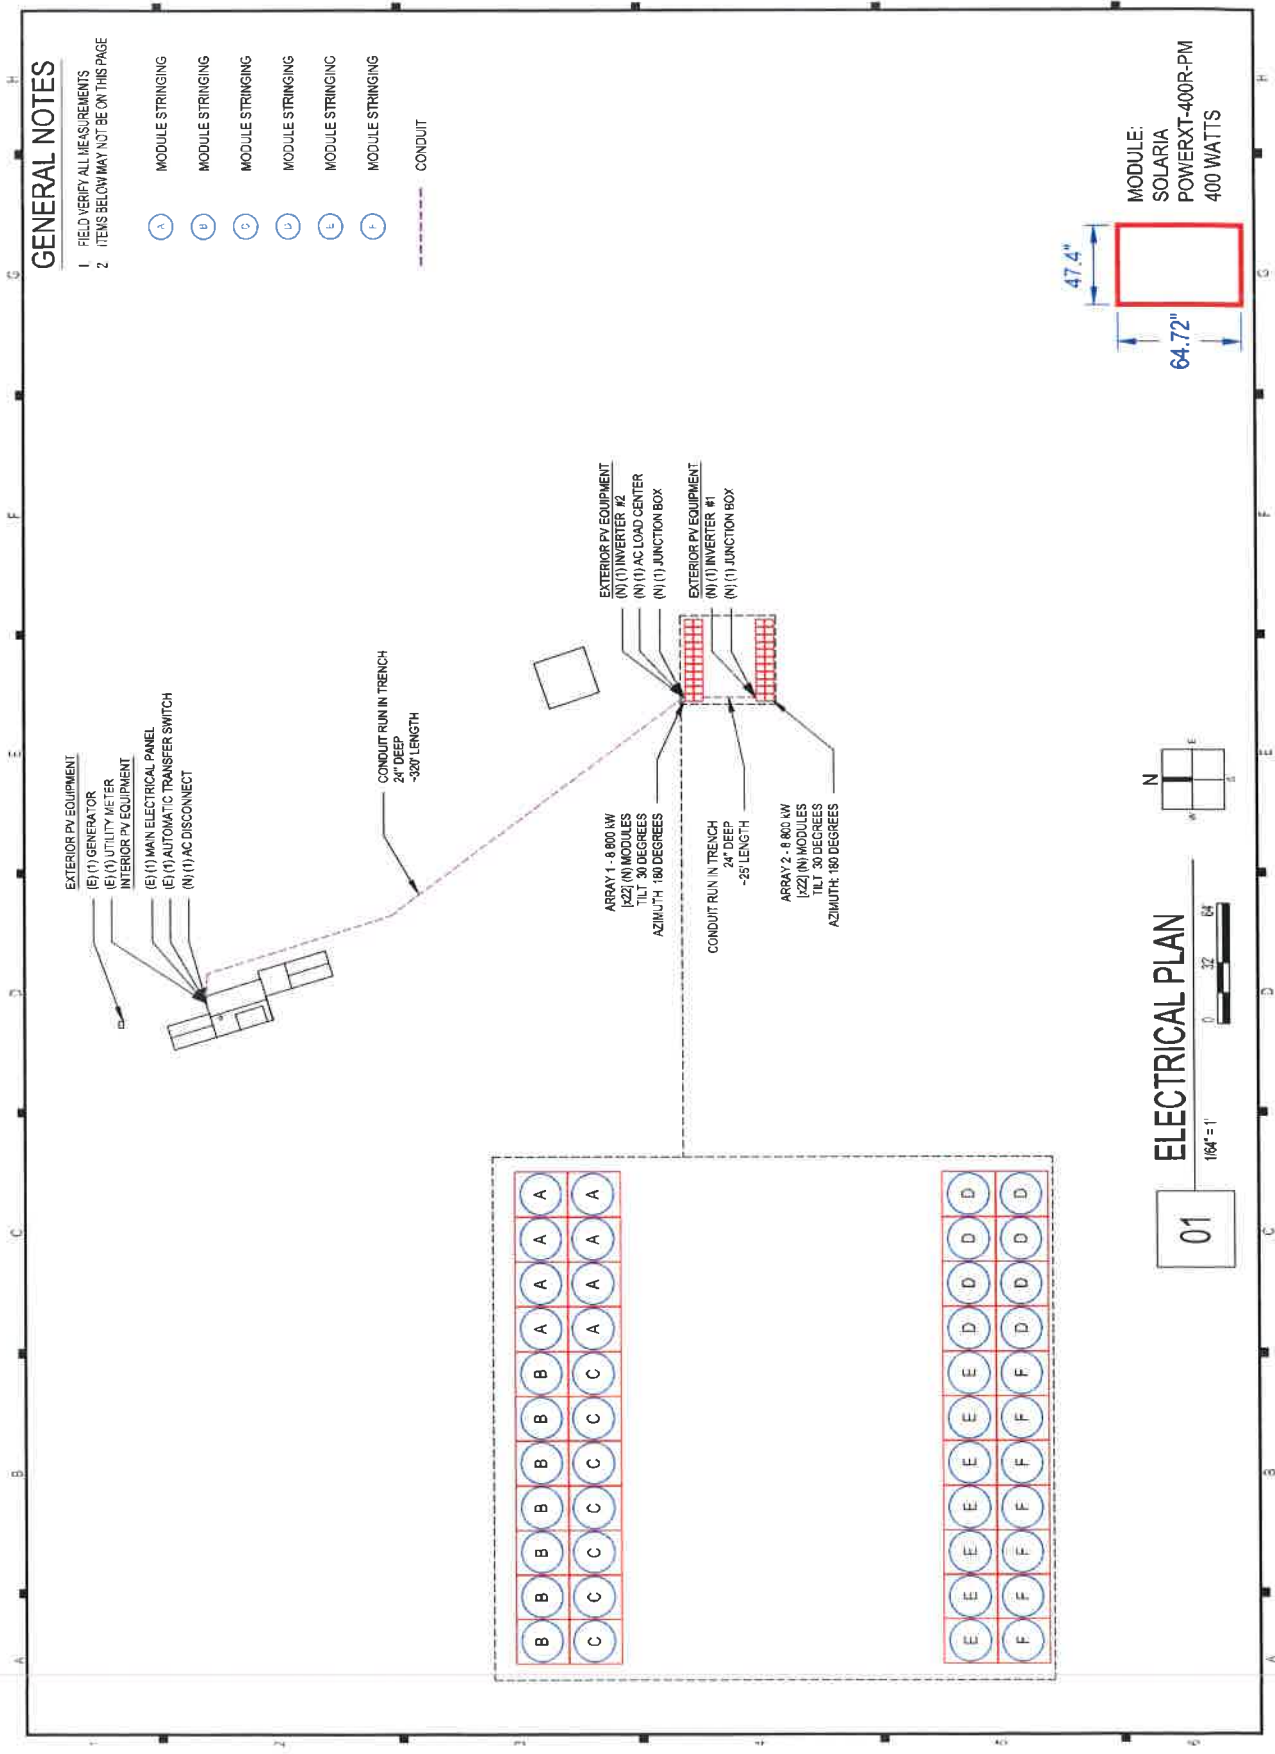 GENERAL NOTES
1. FIELD VERIFY ALL MEASUREMENTS
2. ITEMS BELOW MAY NOT BE ON THIS PAGE
A MODULE STRINGING
B MODULE STRINGING
C MODULE STRINGING
D MODULE STRINGING
E MODULE STRINGING
F MODULE STRINGING
CONDUIT
EXTERIOR PV EQUIPMENT
(E) (1) GENERATOR
(E) (1) UTILITY METER
INTERIOR PV EQUIPMENT
(E) (1) MAIN ELECTRICAL PANEL
(E) (1) AUTOMATIC TRANSFER SWITCH
(N) (1) AC DISCONNECT
CONDUIT RUN IN TRENCH
24" DEEP
~320' LENGTH
EXTERIOR PV EQUIPMENT
(N) (1) INVERTER #2
(N) (1) AC LOAD CENTER
(N) (1) JUNCTION BOX
EXTERIOR PV EQUIPMENT
(N) (1) INVERTER #1
(N) (1) JUNCTION BOX
ARRAY 1 - 8.800 kW
[x22] (N) MODULES
TILT 30 DEGREES
AZIMUTH 180 DEGREES
CONDUIT RUN IN TRENCH
24" DEEP
~25' LENGTH
ARRAY 2 - 8.800 kW
[x22] (N) MODULES
TILT 30 DEGREES
AZIMUTH: 180 DEGREES
B B B B B B B A A A A
C C C C C C C A A A A
E E E E E E E D D D D
F F F F F F F D D D D
47.4"
64.72"
MODULE:
SOLARIA
POWERXT-400R-PM
400 WATTS
N
W E
S
01
ELECTRICAL PLAN
1/64" = 1'
0 32 64
A B C D E F G H
A B C D E F G H
1
2
3
4
5
6